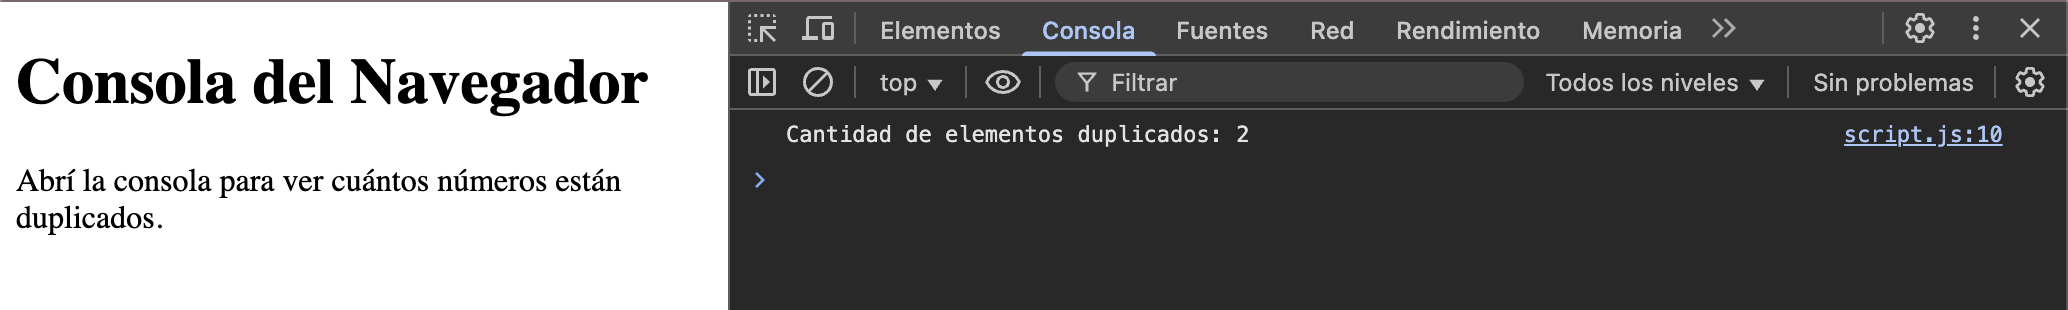 Consola del Navegador
Abrí la consola para ver cuántos números están
duplicados.
Elementos Consola Fuentes Red Rendimiento Memoria
top Filtrar Todos los niveles Sin problemas
Cantidad de elementos duplicados: 2 script.js:10